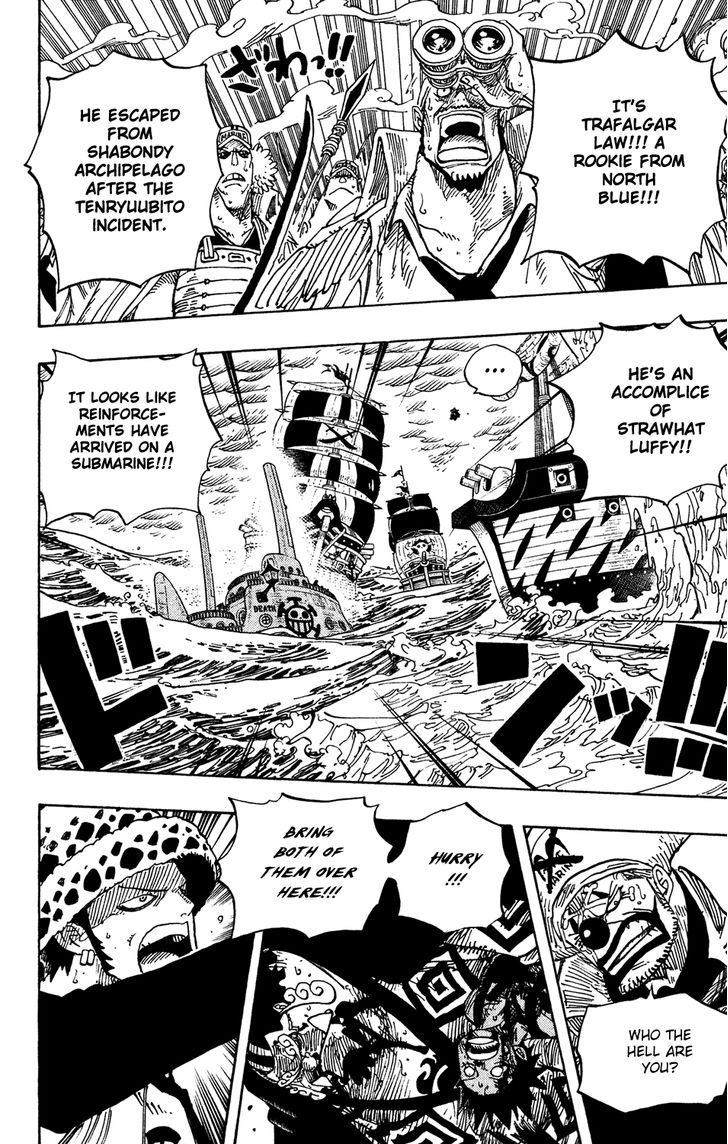 IT'S
TRAFALGAR
LAW!!! A
ROOKIE FROM
NORTH
BLUE!!!
ざわっ!!
MARINE
HE ESCAPED
FROM
SHABONDY
ARCHIPELAGO
AFTER THE
TENRYUUBITO
INCIDENT.
HE'S AN
ACCOMPLICE
OF
STRAWHAT
LUFFY!!
...
IT LOOKS LIKE
REINFORCE-
MENTS HAVE
ARRIVED ON A
SUBMARINE!!!
DEATH
MARINE
WHO THE
HELL ARE
YOU?
HURRY
!!!
BRING
BOTH OF
THEM OVER
HERE!!!